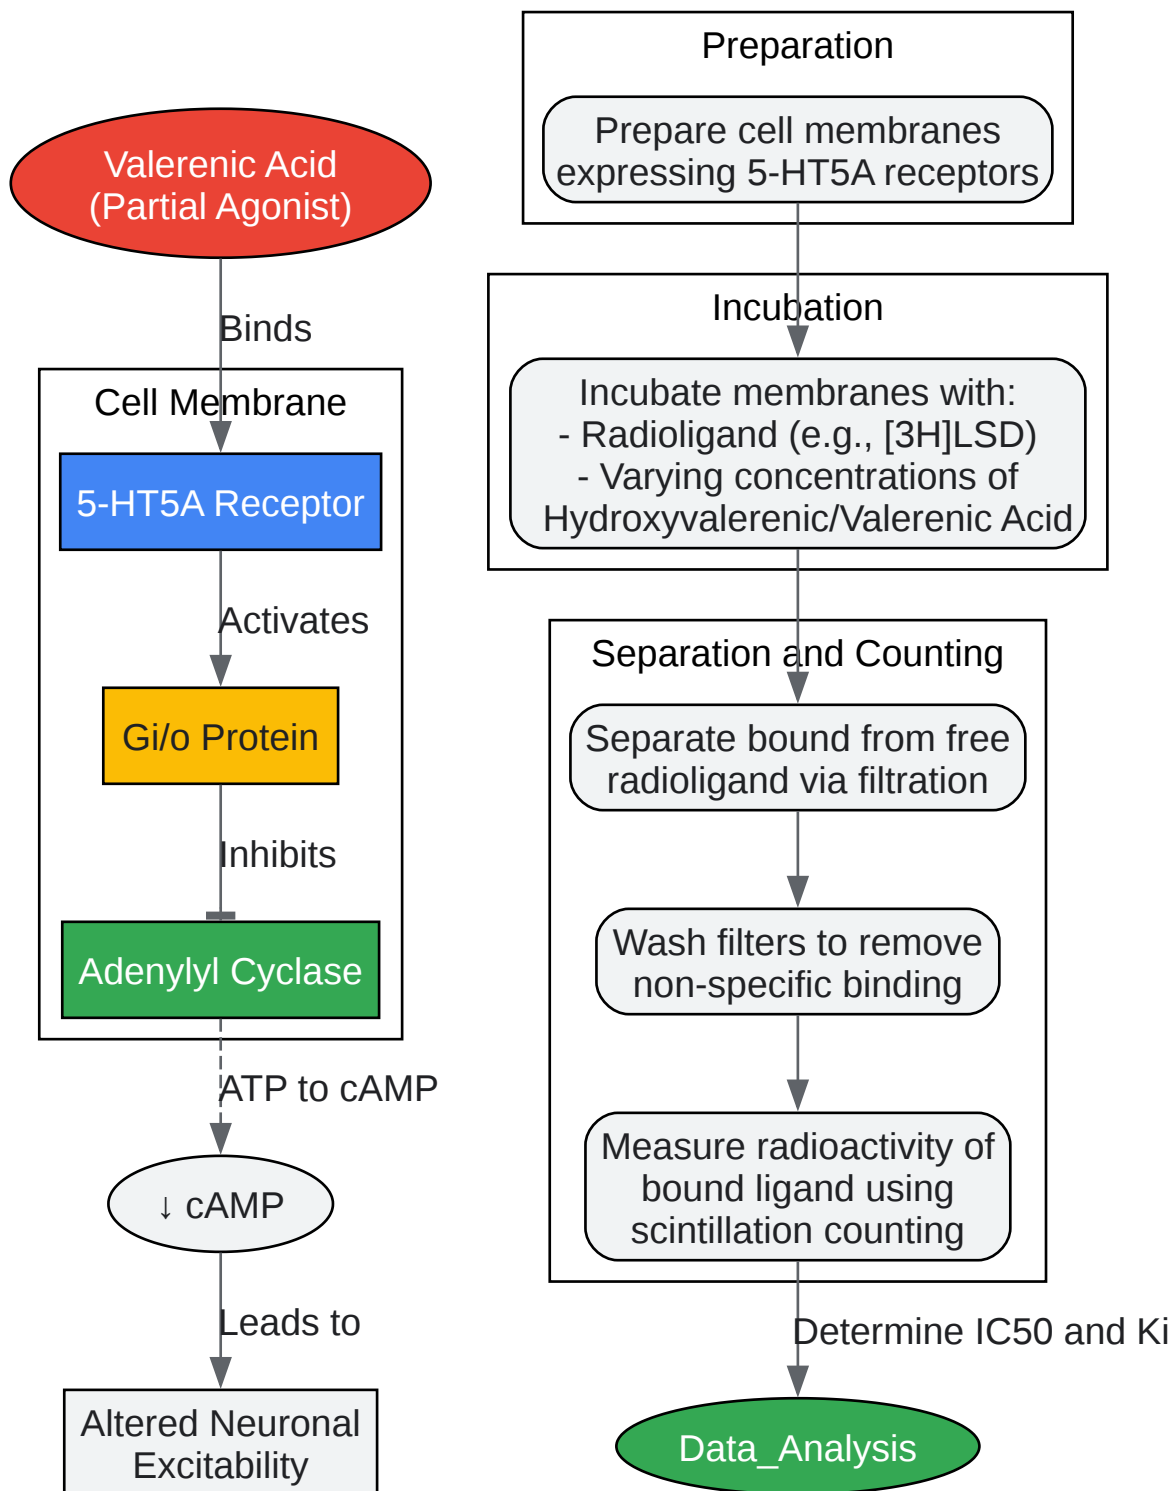 Valerenic Acid
(Partial Agonist)
Binds
Cell Membrane
5-HT5A Receptor
Activates
Gi/o Protein
Inhibits
Adenylyl Cyclase
ATP to cAMP
↓ cAMP
Leads to
Altered Neuronal
Excitability
Preparation
Prepare cell membranes
expressing 5-HT5A receptors
Incubation
Incubate membranes with:
- Radioligand (e.g., [3H]LSD)
- Varying concentrations of
Hydroxyvalerenic/Valerenic Acid
Separation and Counting
Separate bound from free
radioligand via filtration
Wash filters to remove
non-specific binding
Measure radioactivity of
bound ligand using
scintillation counting
Determine IC50 and Ki
Data_Analysis